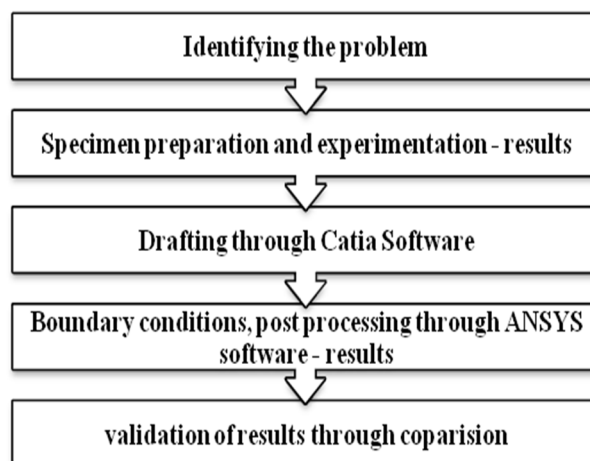 Identifying the problem
Specimen preparation and experimentation - results
Drafting through Catia Software
Boundary conditions, post processing through ANSYS
software - results
validation of results through coparision